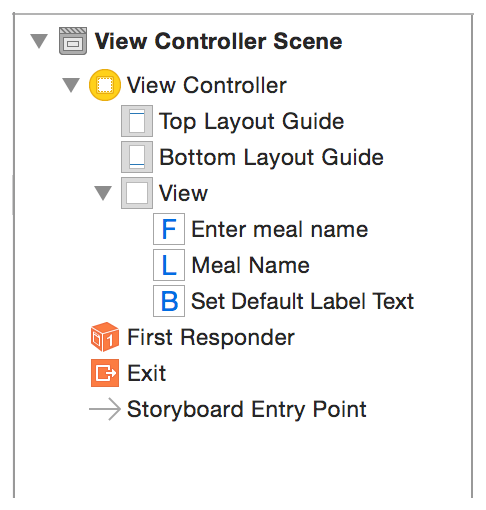 View Controller Scene
View Controller
Top Layout Guide
Bottom Layout Guide
View
F Enter meal name
L Meal Name
B Set Default Label Text
1 First Responder
Exit
Storyboard Entry Point